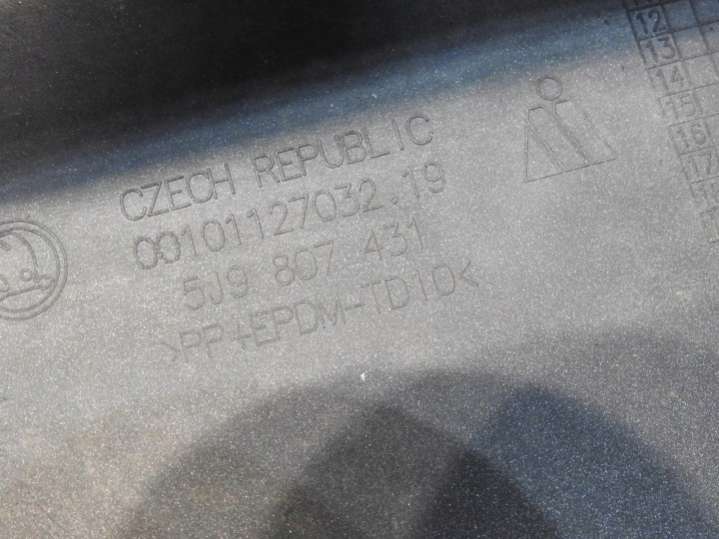 CZECH REPUBLIC
00101127032.19
5J9 807 431
>PP+EPDM-TD10<
12
13
14
15
16
17